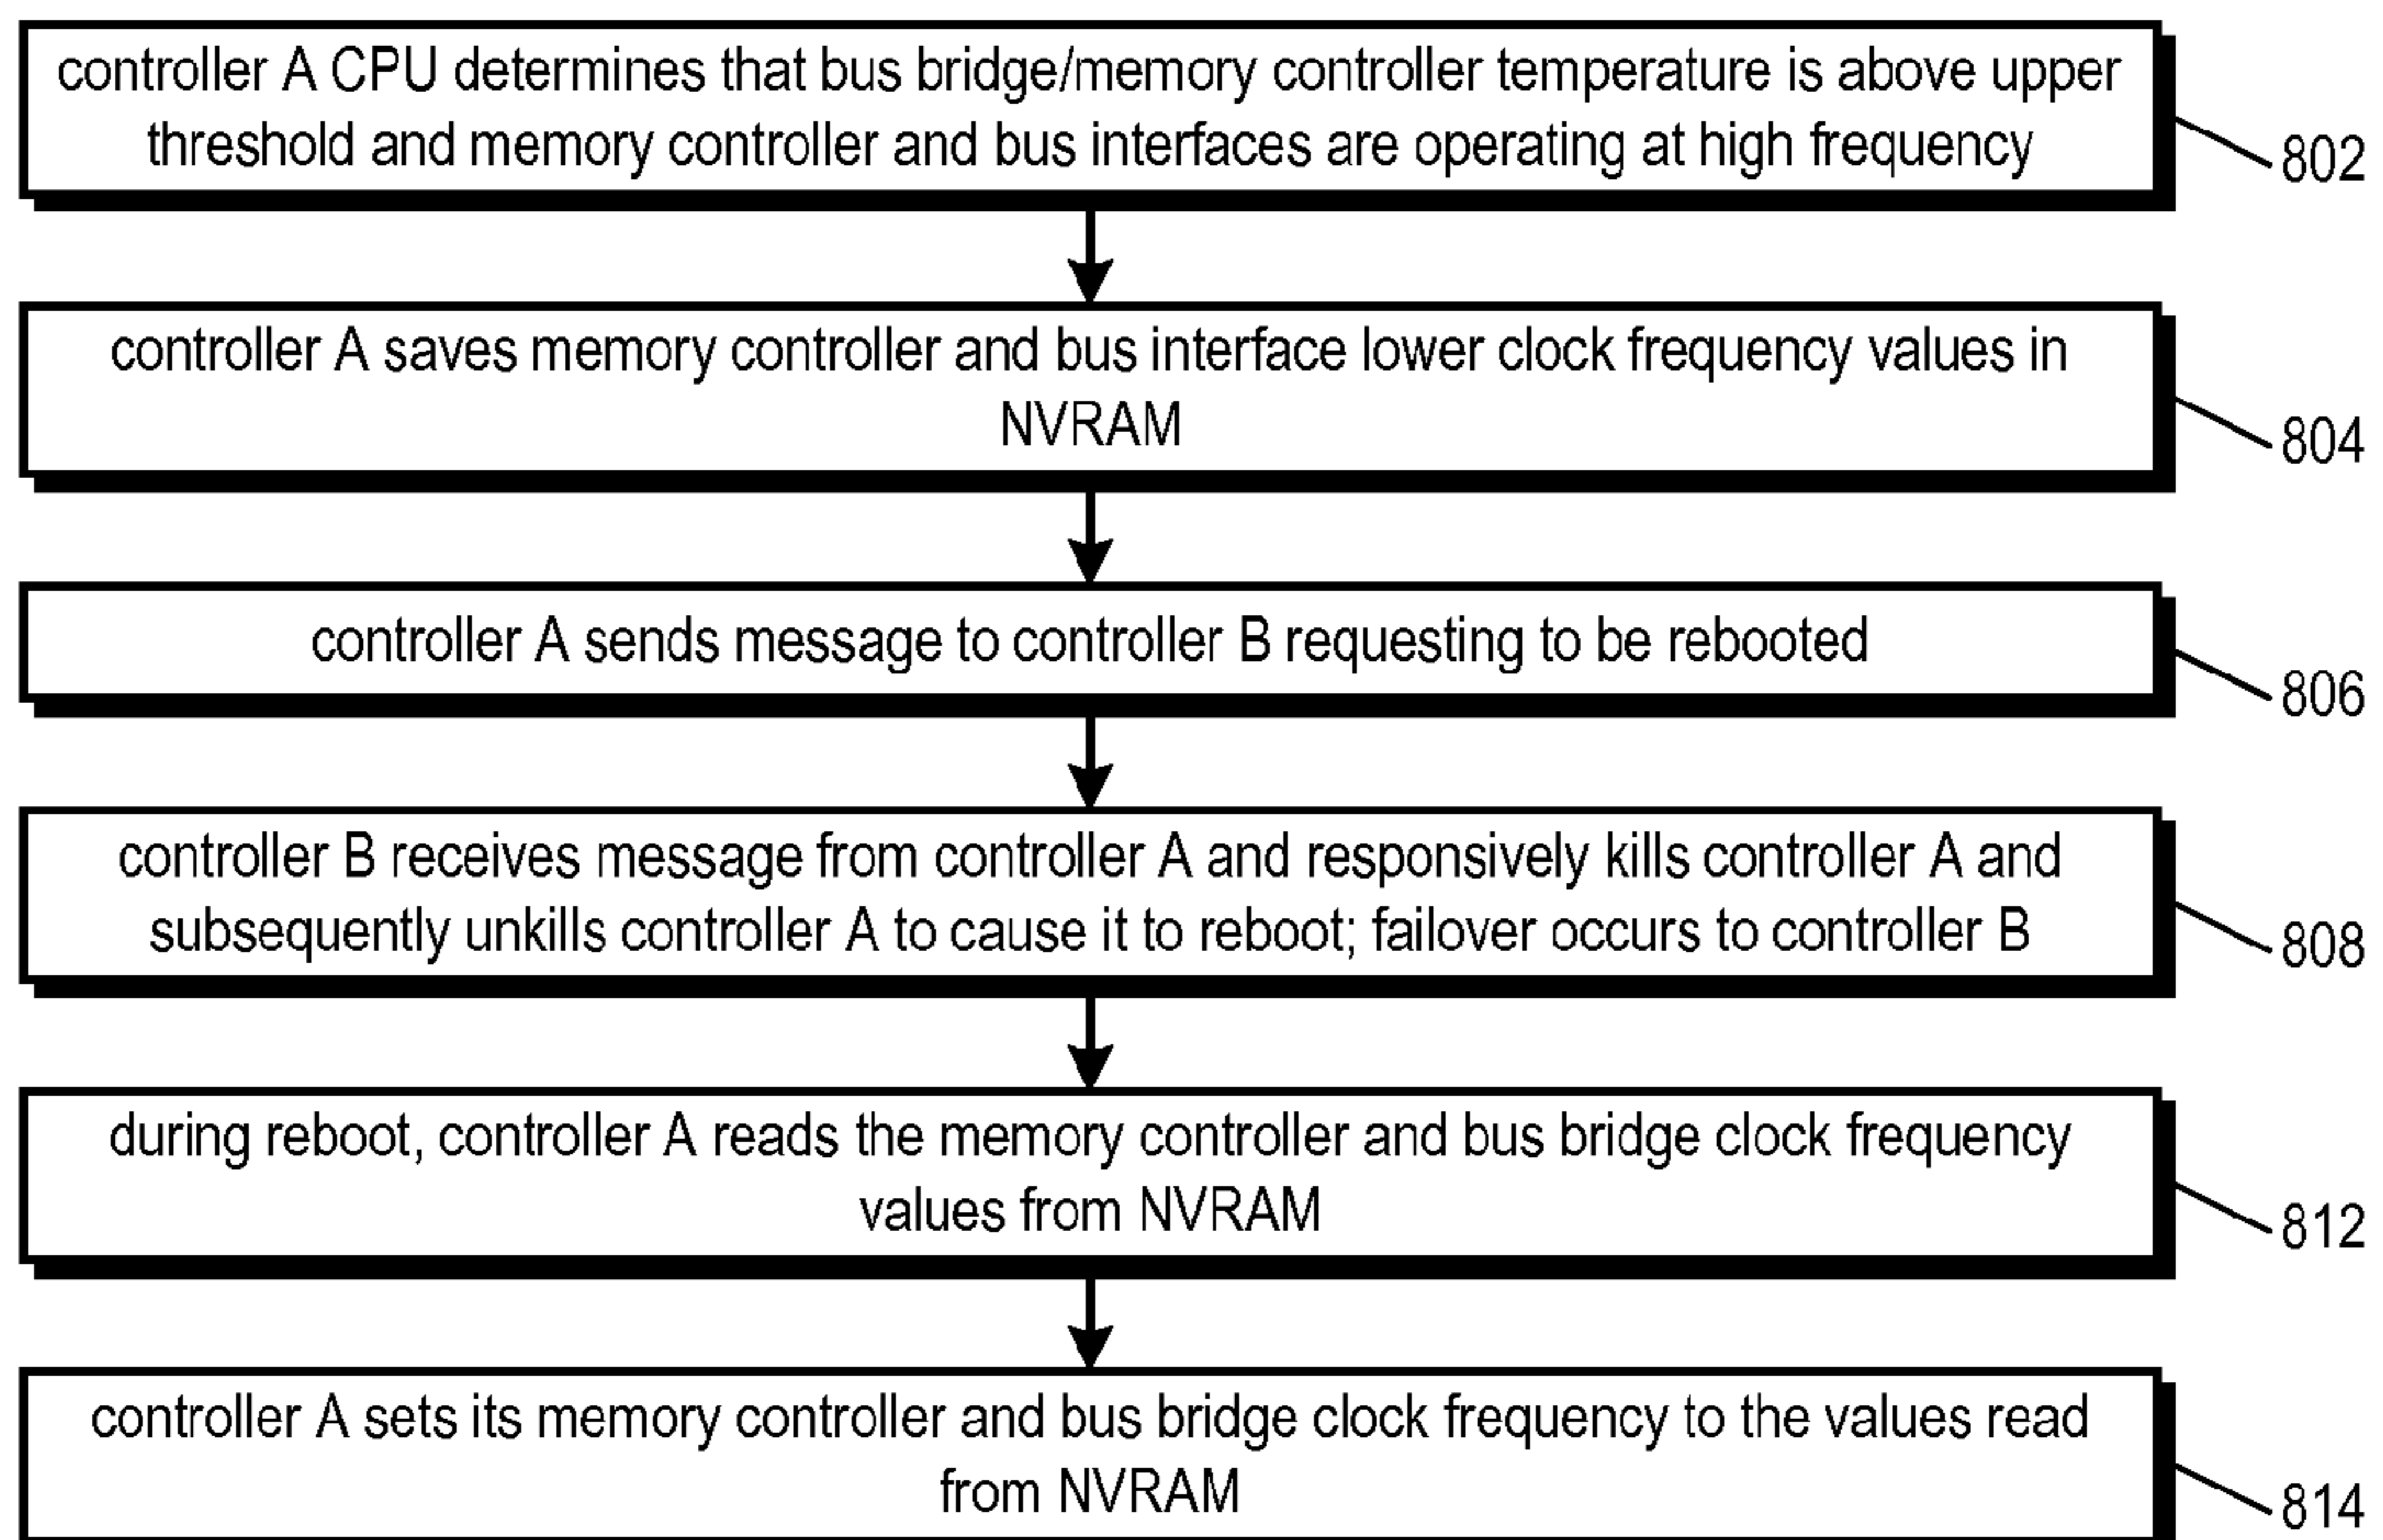 controller A CPU determines that bus bridge/memory controller temperature is above upper
threshold and memory controller and bus interfaces are operating at high frequency
802
controller A saves memory controller and bus interface lower clock frequency values in
NVRAM
804
controller A sends message to controller B requesting to be rebooted
806
controller B receives message from controller A and responsively kills controller A and
subsequently unkills controller A to cause it to reboot; failover occurs to controller B
808
during reboot, controller A reads the memory controller and bus bridge clock frequency
values from NVRAM
812
controller A sets its memory controller and bus bridge clock frequency to the values read
from NVRAM
814